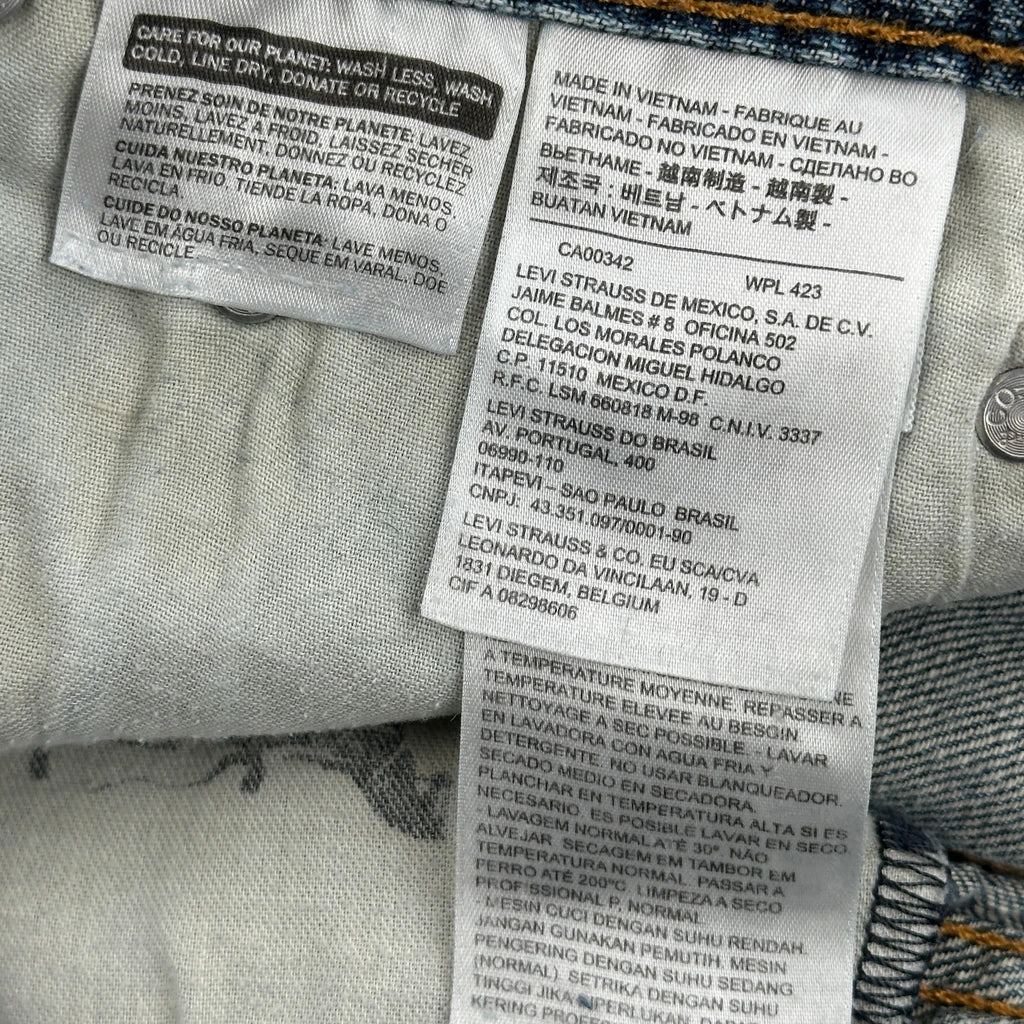 CARE FOR OUR PLANET: WASH LESS, WASH
COLD, LINE DRY, DONATE OR RECYCLE
PRENEZ SOIN DE NOTRE PLANETE: LAVEZ
MOINS, LAVEZ A FROID, LAISSEZ SECHER
NATURELLEMENT, DONNEZ OU RECYCLEZ
CUIDA NUESTRO PLANETA: LAVA MENOS,
LAVA EN FRIO, TIENDE LA ROPA, DONA O
RECICLA.
CUIDE DO NOSSO PLANETA: LAVE MENOS,
LAVE EM AGUA FRIA, SEQUE EM VARAL, DOE
OU RECICLE
MADE IN VIETNAM - FABRIQUE AU
VIETNAM - FABRICADO EN VIETNAM -
FABRICADO NO VIETNAM - СДЕЛАНО ВО
ВЬЕТНАМЕ - 越南制造 - 越南製 -
제조국 : 베트남 - ベトナム製 -
BUATAN VIETNAM
CA00342 WPL 423
LEVI STRAUSS DE MEXICO, S.A. DE C.V.
JAIME BALMES # 8 OFICINA 502
COL. LOS MORALES POLANCO
DELEGACION MIGUEL HIDALGO
C.P. 11510 MEXICO D.F.
R.F.C. LSM 660818 M-98 C.N.I.V. 3337
LEVI STRAUSS DO BRASIL
AV. PORTUGAL, 400
06990-110
ITAPEVI – SAO PAULO BRASIL
CNPJ: 43.351.097/0001-90
LEVI STRAUSS & CO. EU SCA/CVA
LEONARDO DA VINCILAAN, 19 - D
1831 DIEGEM, BELGIUM
CIF A 08298606
A TEMPERATURE MOYENNE. REPASSER A
TEMPERATURE ELEVEE AU BESOIN
NETTOYAGE A SEC POSSIBLE. - LAVAR
EN LAVADORA CON AGUA FRIA Y
DETERGENTE. NO USAR BLANQUEADOR.
SECADO MEDIO EN SECADORA.
PLANCHAR EN TEMPERATURA ALTA SI ES
NECESARIO. ES POSIBLE LAVAR EN SECO.
- LAVAGEM NORMAL ATÉ 30°. NÃO
ALVEJAR. SECAGEM EM TAMBOR EM
TEMPERATURA NORMAL. PASSAR A
FERRO ATÉ 200°C. LIMPEZA A SECO
PROFISSIONAL P, NORMAL.
- MESIN CUCI DENGAN SUHU RENDAH.
JANGAN GUNAKAN PEMUTIH. MESIN
PENGERING DENGAN SUHU SEDANG
(NORMAL). SETRIKA DENGAN SUHU
TINGGI JIKA DIPERLUKAN.
KERING